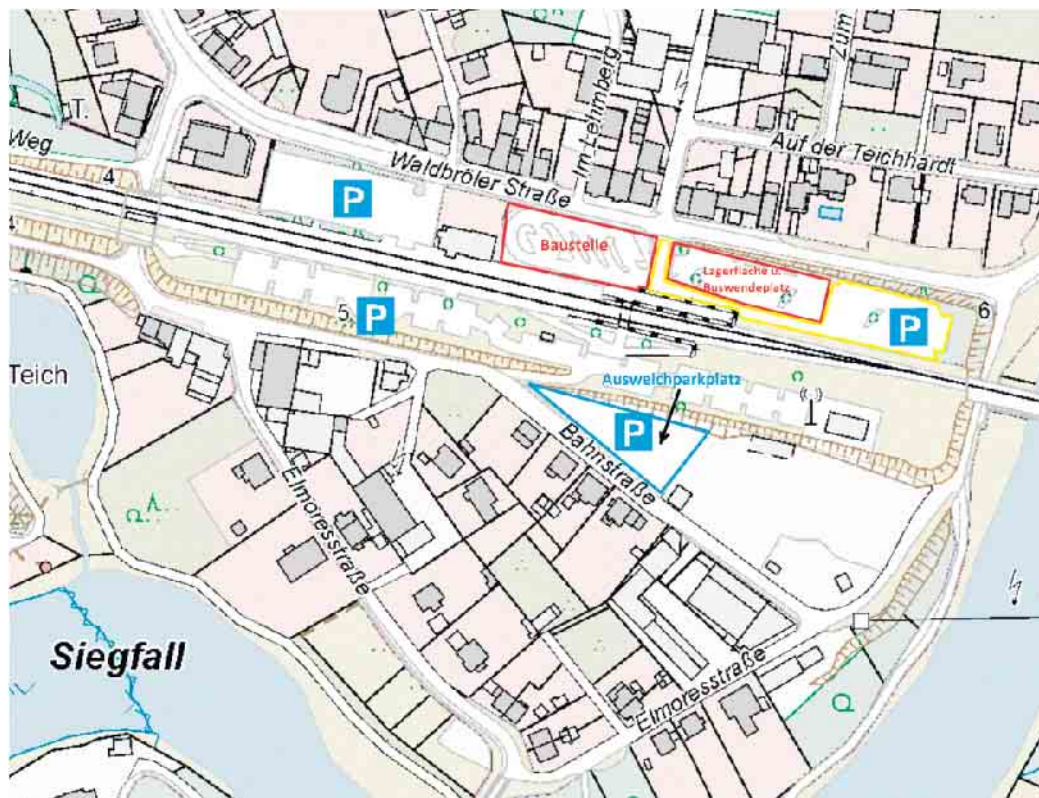 Zum
Im Lehmberg
T.
Weg
Auf der Teichhardt
Waldbröler Straße
4
P
Baustelle
Lagerfläche u.
Buswendeplatz
6
P
5
P
Teich
Ausweichparkplatz
P
Bahnstraße
Elmoresstraße
Siegfall
Elmoresstraße